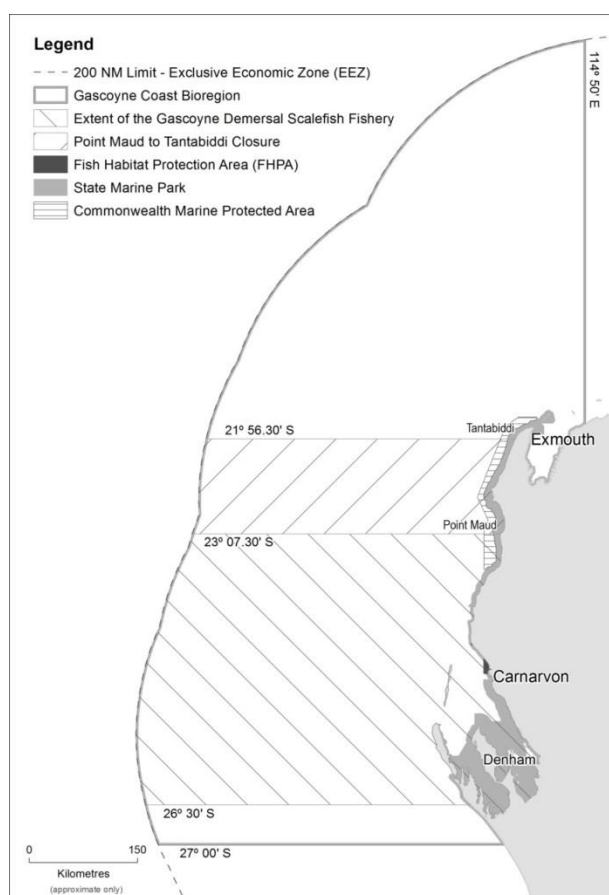 Legend
200 NM Limit - Exclusive Economic Zone (EEZ)
Gascoyne Coast Bioregion
Extent of the Gascoyne Demersal Scalefish Fishery
Point Maud to Tantabiddi Closure
Fish Habitat Protection Area (FHPA)
State Marine Park
Commonwealth Marine Protected Area
114° 50' E
21° 56.30' S
Tantabiddi
Exmouth
Point Maud
23° 07.30' S
Carnarvon
Denham
26° 30' S
27° 00' S
0 150
Kilometres
(approximate only)